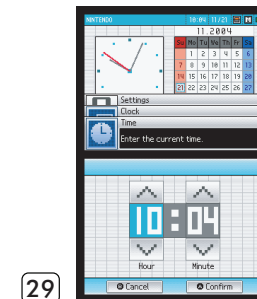 NINTENDO 10:04 11/21
11.2004
Su Mo Tu We Th Fr Sa
1 2 3 4 5 6
7 8 9 10 11 12 13
14 15 16 17 18 19 20
21 22 23 24 25 26 27
Settings
Clock
Time
Enter the current time.
10:04
Hour Minute
B Cancel A Confirm
29